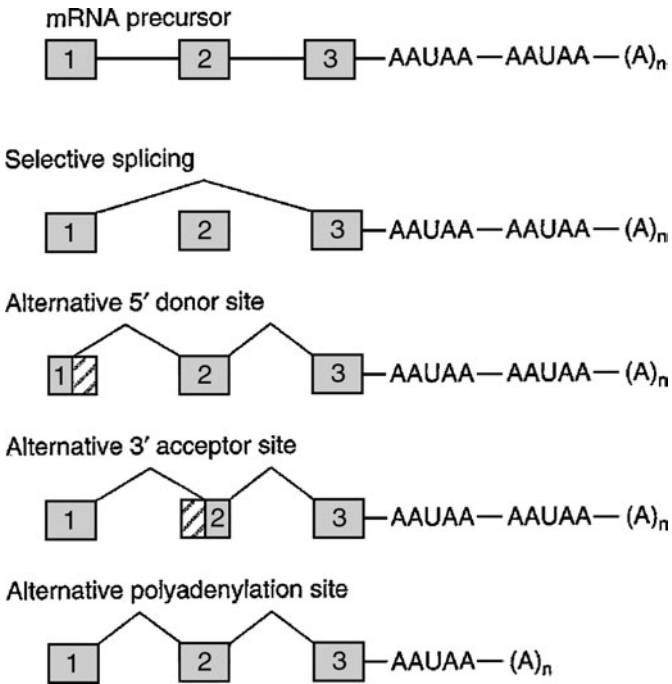 mRNA precursor
1 2 3 AAUAA — AAUAA — (A)n
Selective splicing
1 2 3 AAUAA — AAUAA — (A)n
Alternative 5′ donor site
1 2 3 AAUAA — AAUAA — (A)n
Alternative 3′ acceptor site
1 2 3 AAUAA — AAUAA — (A)n
Alternative polyadenylation site
1 2 3 AAUAA — (A)n